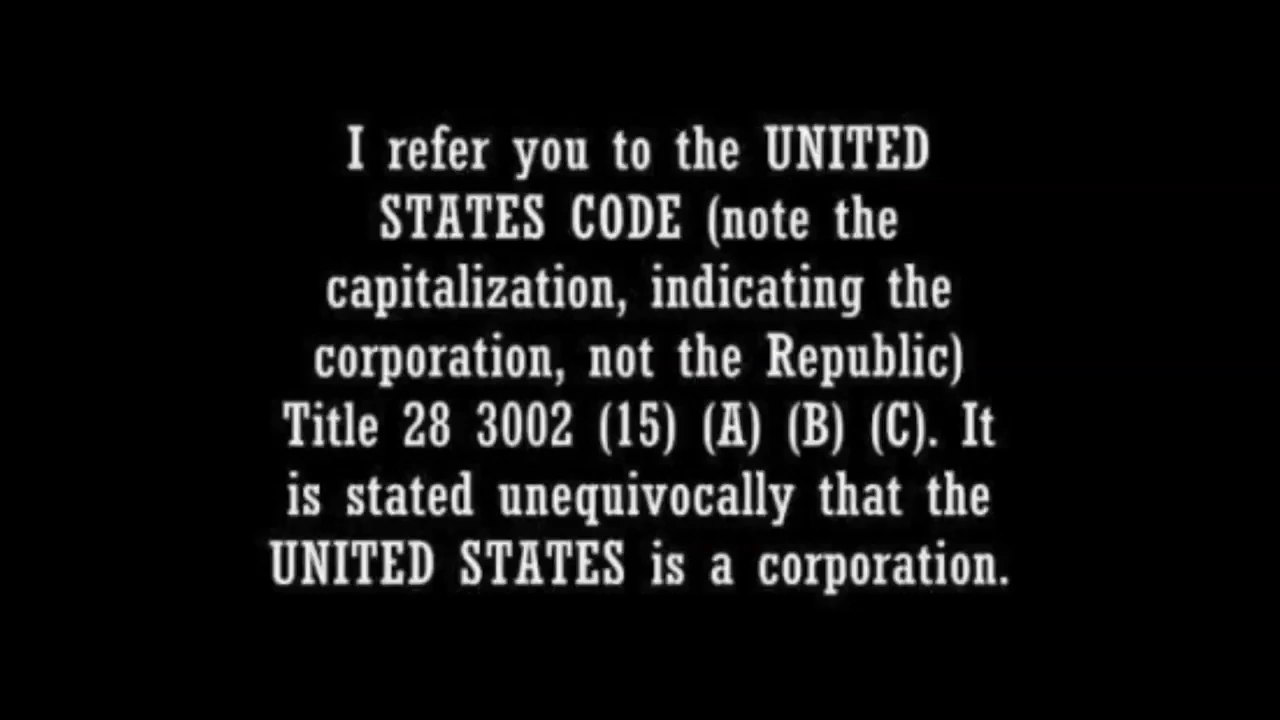 I refer you to the UNITED
STATES CODE (note the
capitalization, indicating the
corporation, not the Republic)
Title 28 3002 (15) (A) (B) (C). It
is stated unequivocally that the
UNITED STATES is a corporation.